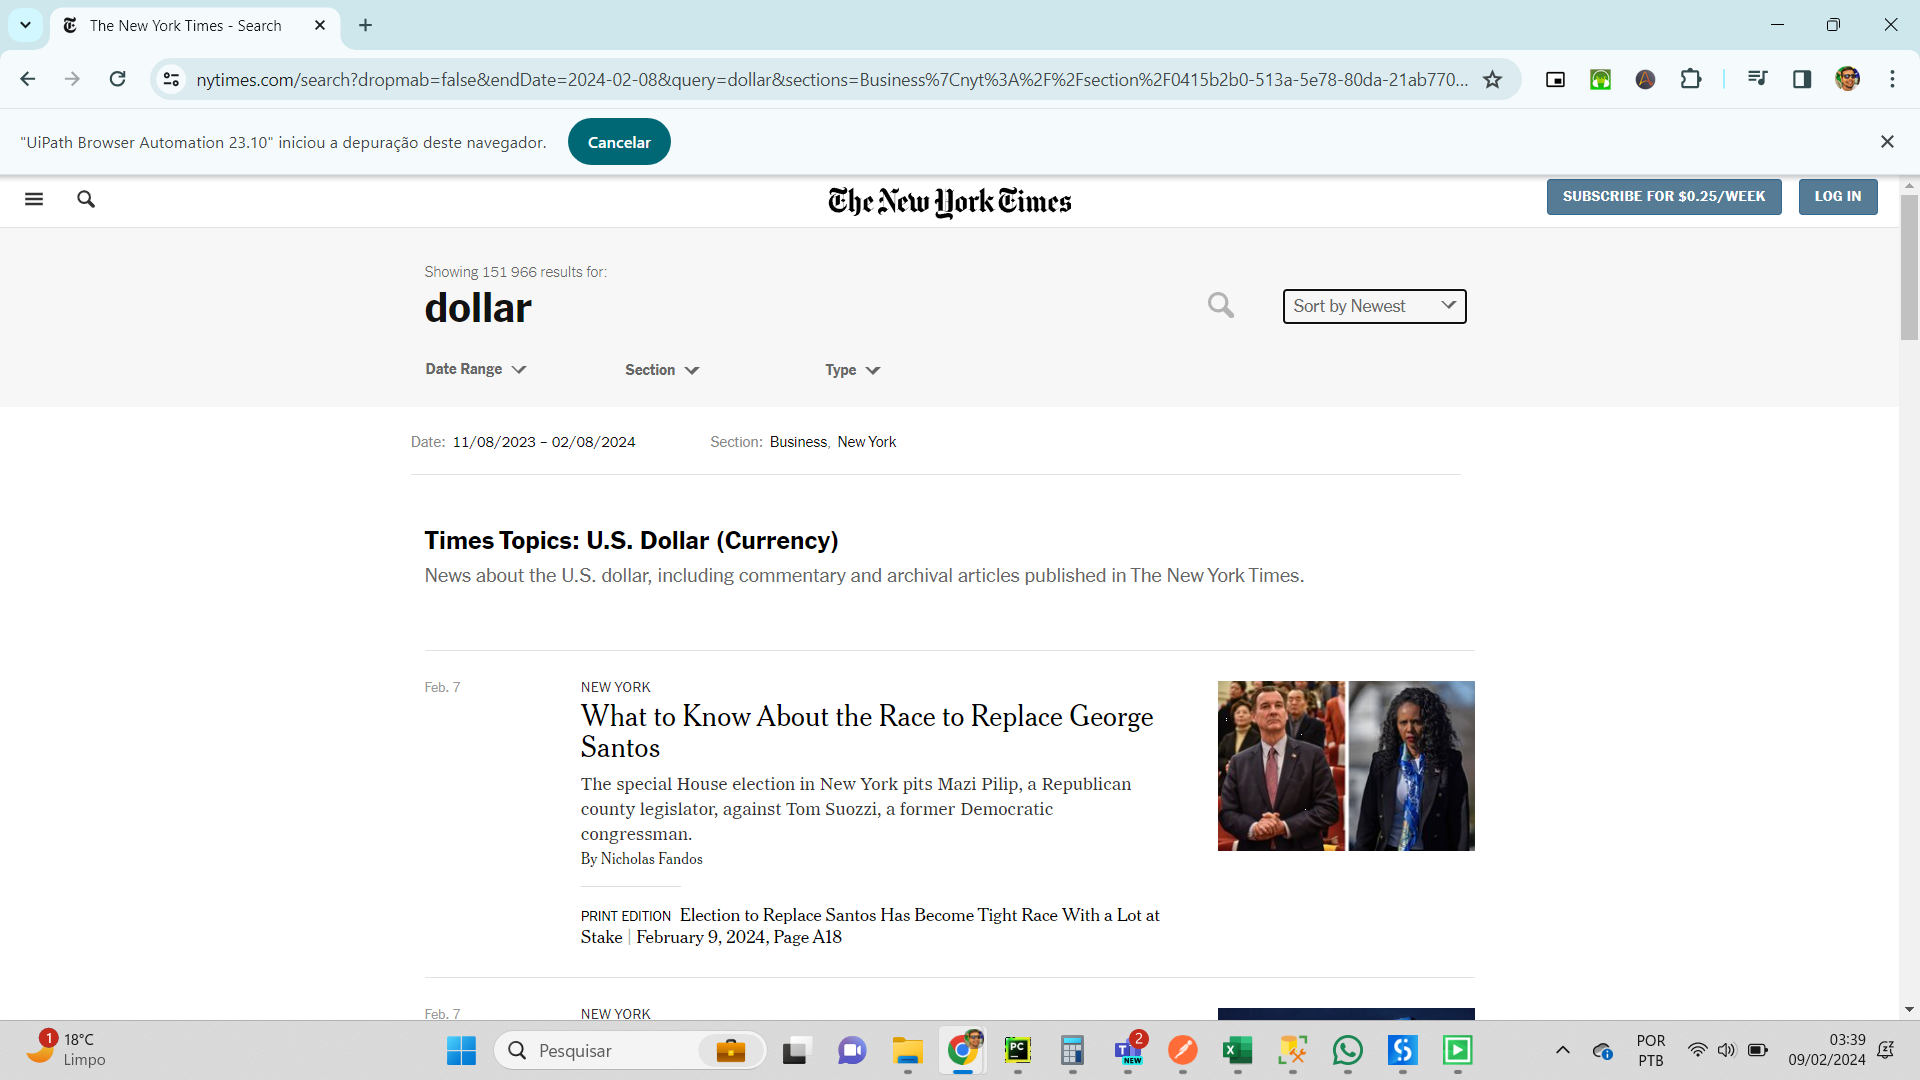 The New York Times - Search
nytimes.com/search?dropmab=false&endDate=2024-02-08&query=dollar&sections=Business%7Cnyt%3A%2F%2Fsection%2F0415b2b0-513a-5e78-80da-21ab770...
"UiPath Browser Automation 23.10" iniciou a depuração deste navegador.
Cancelar
The New York Times
SUBSCRIBE FOR $0.25/WEEK
LOG IN
Showing 151 966 results for:
dollar
Sort by Newest
Date Range
Section
Type
Date: 11/08/2023 – 02/08/2024
Section: Business, New York
Times Topics: U.S. Dollar (Currency)
News about the U.S. dollar, including commentary and archival articles published in The New York Times.
Feb. 7
NEW YORK
What to Know About the Race to Replace George
Santos
The special House election in New York pits Mazi Pilip, a Republican
county legislator, against Tom Suozzi, a former Democratic
congressman.
By Nicholas Fandos
PRINT EDITION Election to Replace Santos Has Become Tight Race With a Lot at
Stake | February 9, 2024, Page A18
Feb. 7
NEW YORK
1
18°C
Limpo
Pesquisar
PC
2
NEW
POR
PTB
03:39
09/02/2024